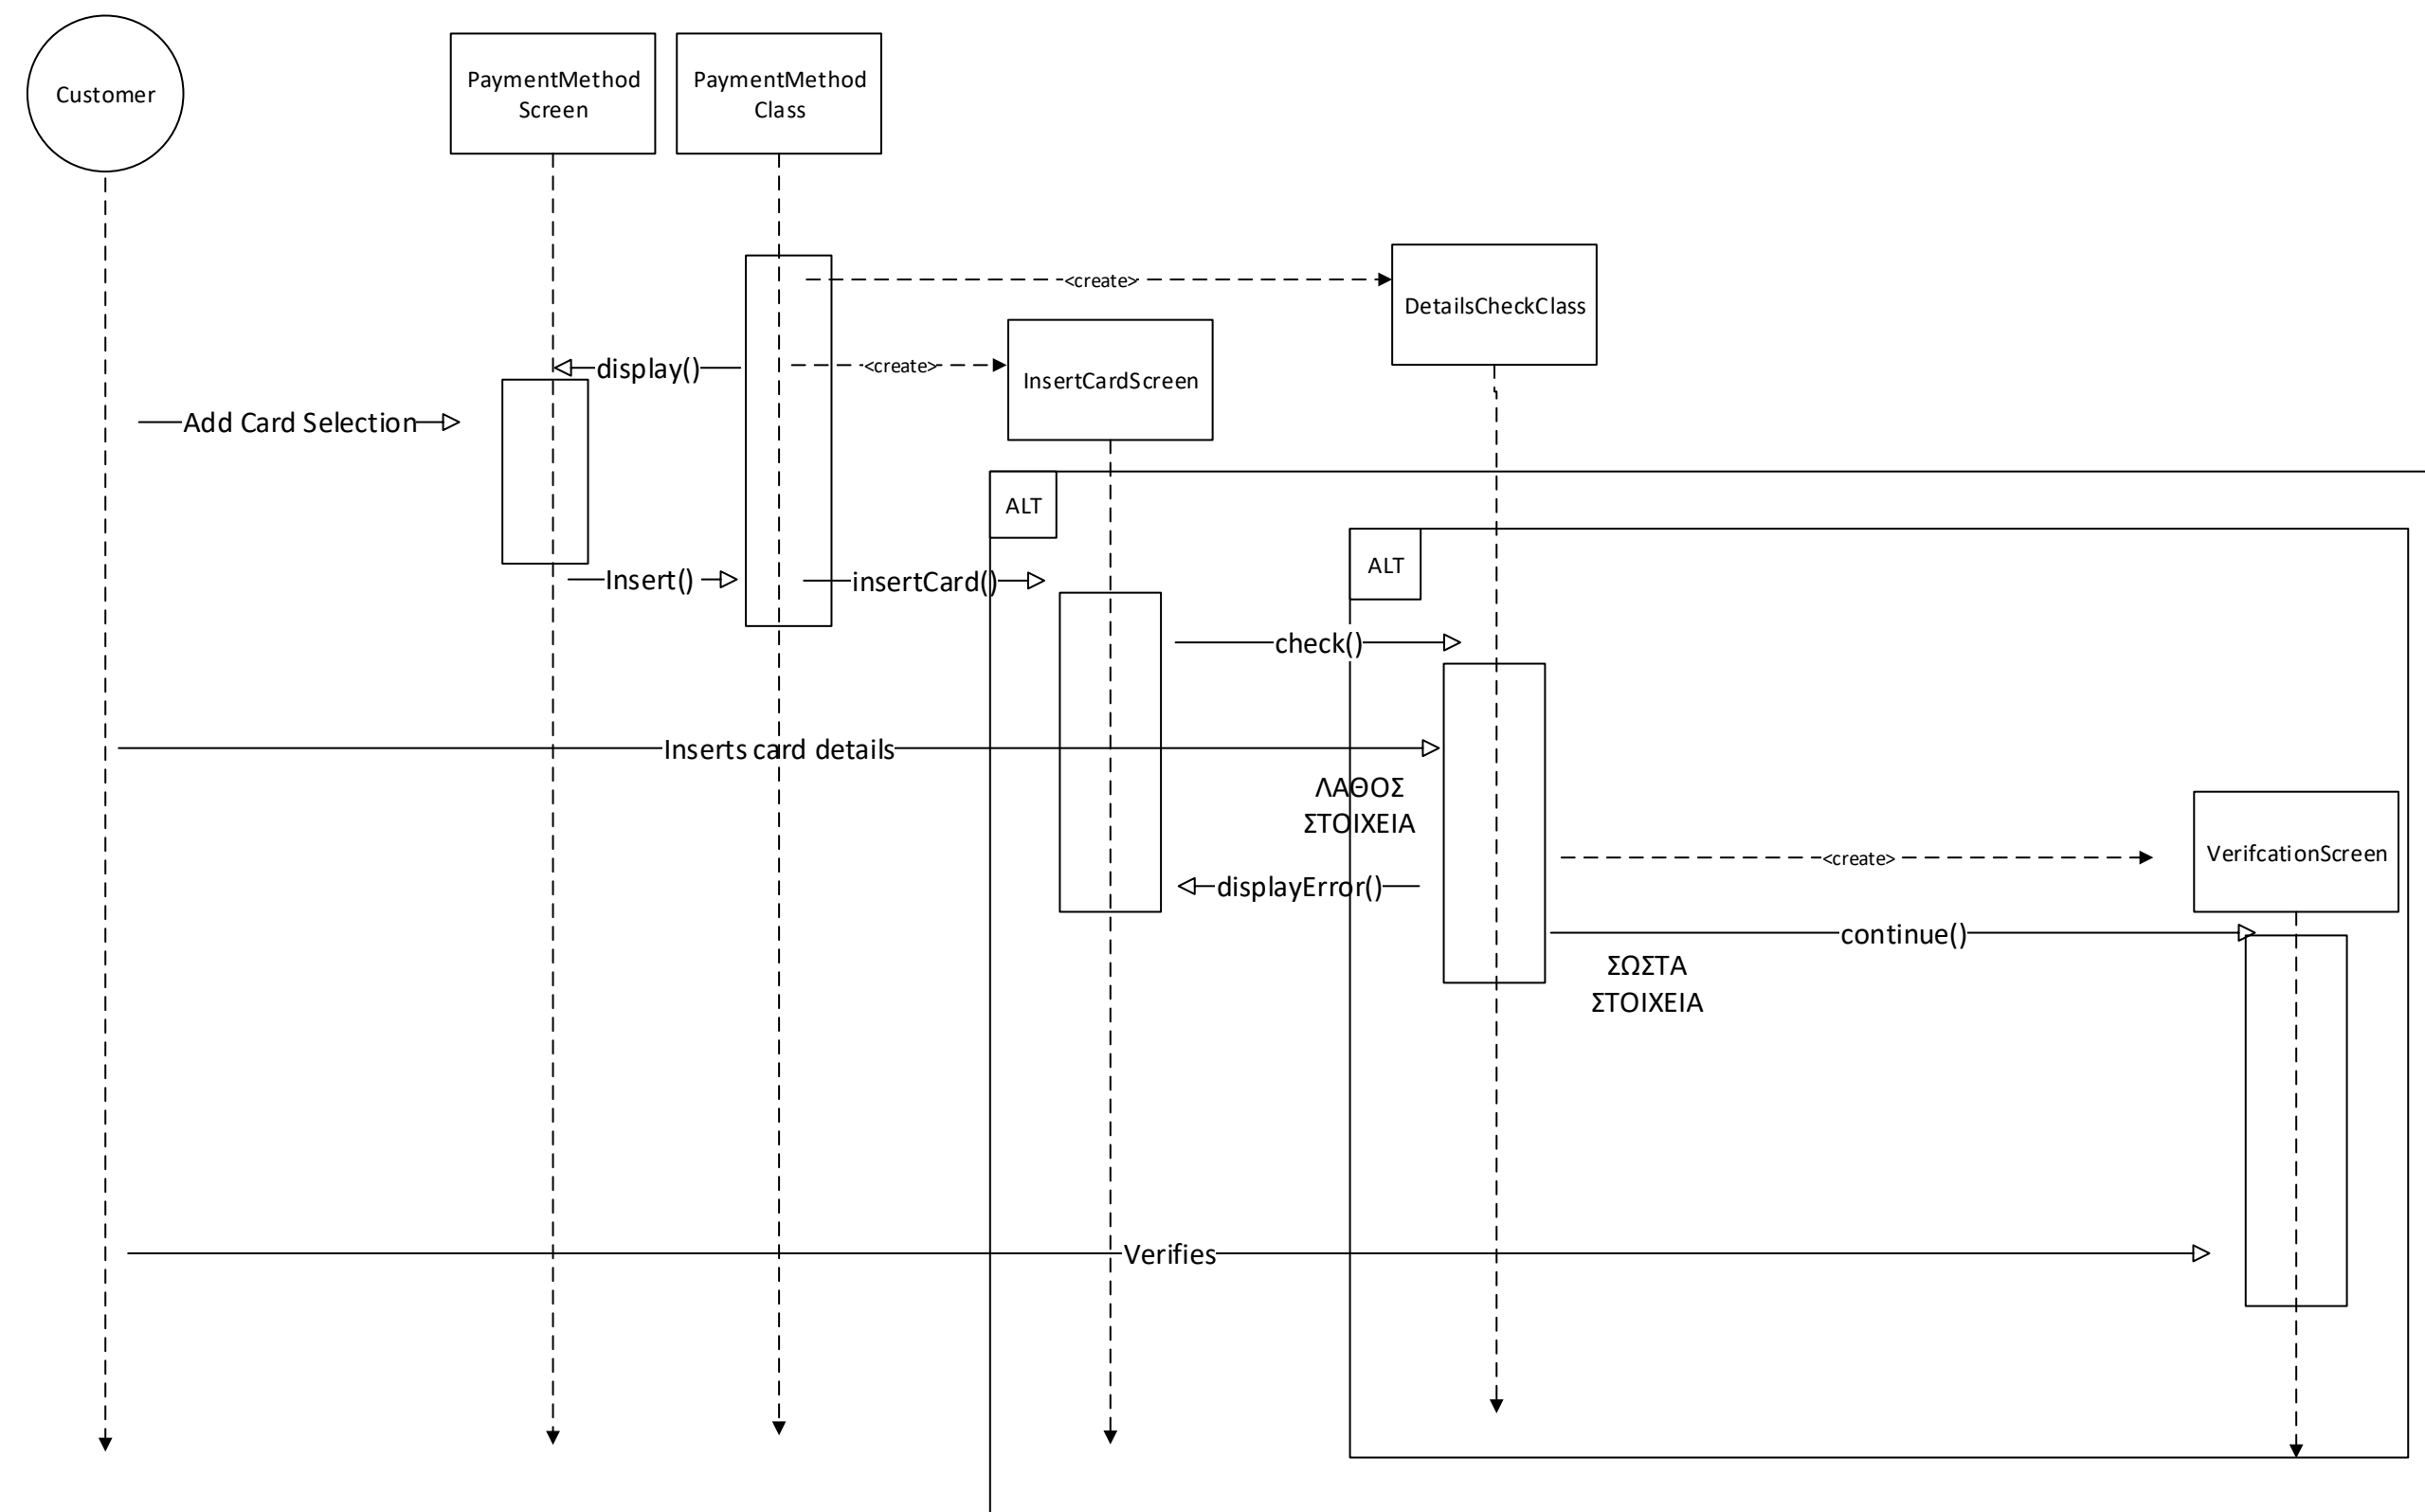 Customer
PaymentMethod
Screen
PaymentMethod
Class
<create>
DetailsCheckClass
display()
<create>
InsertCardScreen
Add Card Selection
ALT
ALT
Insert()
insertCard()
check()
Inserts card details
ΛΑΘΟΣ
ΣΤΟΙΧΕΙΑ
<create>
VerifcationScreen
displayError()
continue()
ΣΩΣΤΑ
ΣΤΟΙΧΕΙΑ
Verifies